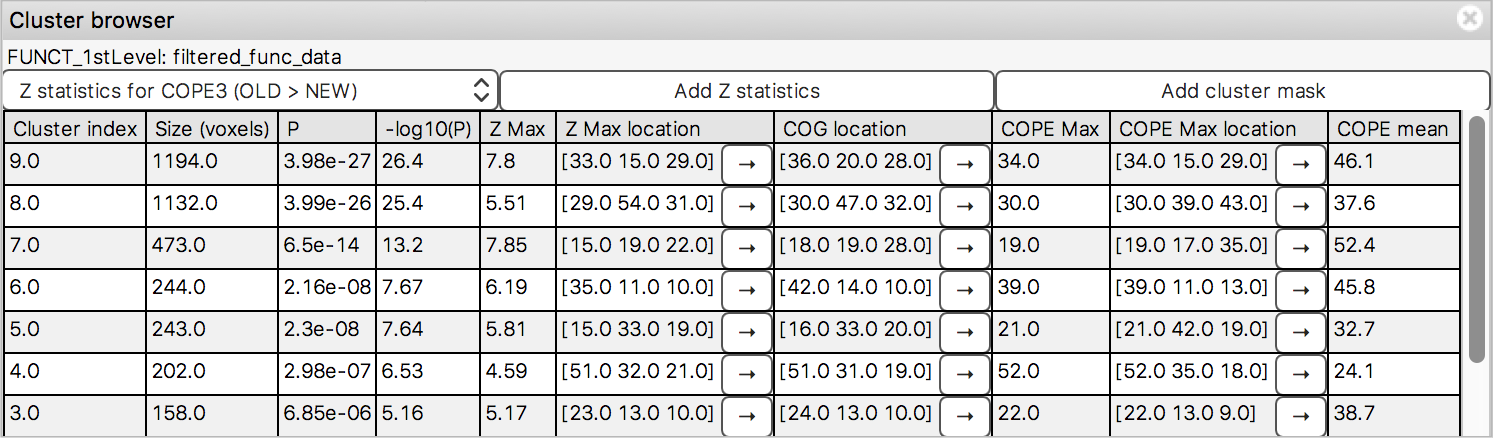 Cluster browser
FUNCT_1stLevel: filtered_func_data
Z statistics for COPE3 (OLD > NEW) Add Z statistics Add cluster mask
Cluster index Size (voxels) P -log10(P) Z Max Z Max location COG location COPE Max COPE Max location COPE mean
9.0 1194.0 3.98e-27 26.4 7.8 [33.0 15.0 29.0] → [36.0 20.0 28.0] → 34.0 [34.0 15.0 29.0] → 46.1
8.0 1132.0 3.99e-26 25.4 5.51 [29.0 54.0 31.0] → [30.0 47.0 32.0] → 30.0 [30.0 39.0 43.0] → 37.6
7.0 473.0 6.5e-14 13.2 7.85 [15.0 19.0 22.0] → [18.0 19.0 28.0] → 19.0 [19.0 17.0 35.0] → 52.4
6.0 244.0 2.16e-08 7.67 6.19 [35.0 11.0 10.0] → [42.0 14.0 10.0] → 39.0 [39.0 11.0 13.0] → 45.8
5.0 243.0 2.3e-08 7.64 5.81 [15.0 33.0 19.0] → [16.0 33.0 20.0] → 21.0 [21.0 42.0 19.0] → 32.7
4.0 202.0 2.98e-07 6.53 4.59 [51.0 32.0 21.0] → [51.0 31.0 19.0] → 52.0 [52.0 35.0 18.0] → 24.1
3.0 158.0 6.85e-06 5.16 5.17 [23.0 13.0 10.0] → [24.0 13.0 10.0] → 22.0 [22.0 13.0 9.0] → 38.7